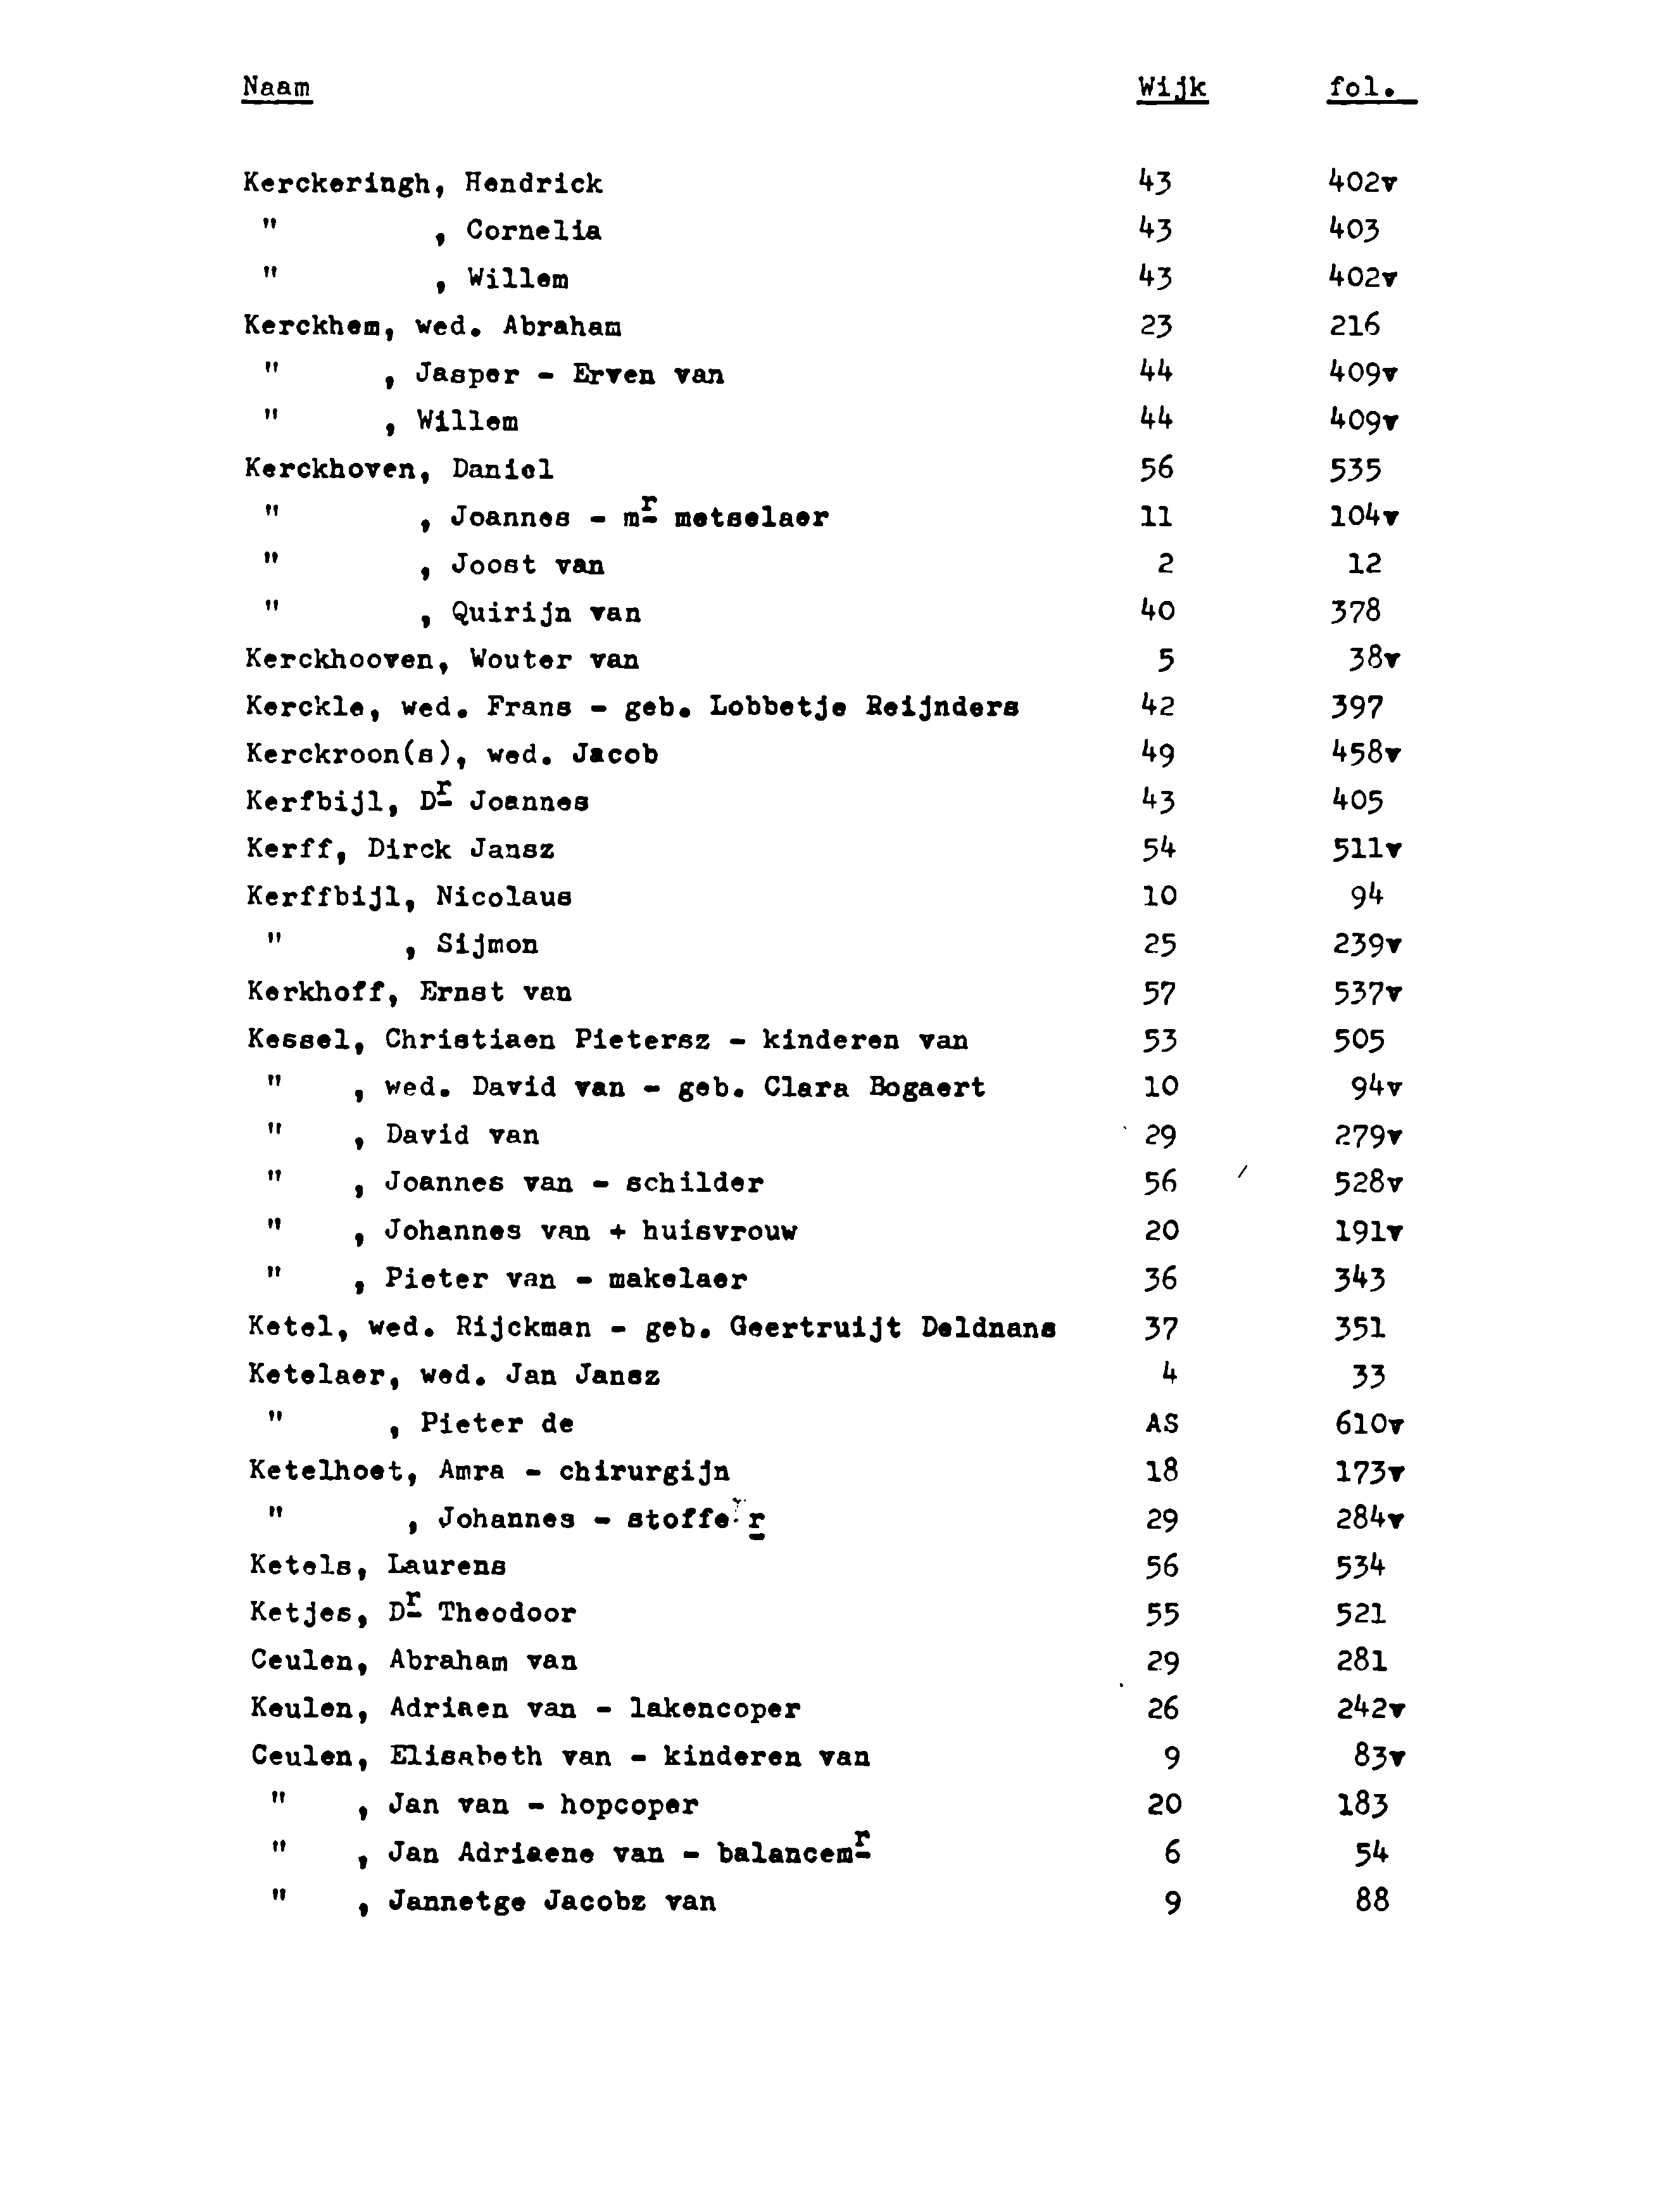 Naam Wijk fol.
Kerckeringh, Hendrick 43 402v
" , Cornelia 43 403
" , Willem 43 402v
Kerckhem, wed. Abraham 23 216
" , Jasper - Erven van 44 409v
" , Willem 44 409v
Kerckhoven, Daniel 56 535
" , Joannes - mr metselaer 11 104v
" , Joost van 2 12
" , Quirijn van 40 378
Kerckhooven, Wouter van 5 38v
Kerckle, wed. Frans - geb. Lobbetje Reijnders 42 397
Kerckroon(s), wed. Jacob 49 458v
Kerfbijl, Dr Joannes 43 405
Kerff, Dirck Jansz 54 511v
Kerffbijl, Nicolaus 10 94
" , Sijmon 25 239v
Kerkhoff, Ernst van 57 537v
Kessel, Christiaen Pietersz - kinderen van 53 505
" , wed. David van - geb. Clara Bogaert 10 94v
" , David van 29 279v
" , Joannes van - schilder 56 528v
" , Johannes van + huisvrouw 20 191v
" , Pieter van - makelaer 36 343
Ketel, wed. Rijckman - geb. Geertruijt Deldnans 37 351
Ketelaer, wed. Jan Jansz 4 33
" , Pieter de AS 610v
Ketelhoet, Amra - chirurgijn 18 173v
" , Johannes - stoffer 29 284v
Ketels, Laurens 56 534
Ketjes, Dr Theodoor 55 521
Ceulen, Abraham van 29 281
Keulen, Adriaen van - lakencoper 26 242v
Ceulen, Elisabeth van - kinderen van 9 83v
" , Jan van - hopcoper 20 183
" , Jan Adriaene van - balancemr 6 54
" , Jannetge Jacobz van 9 88